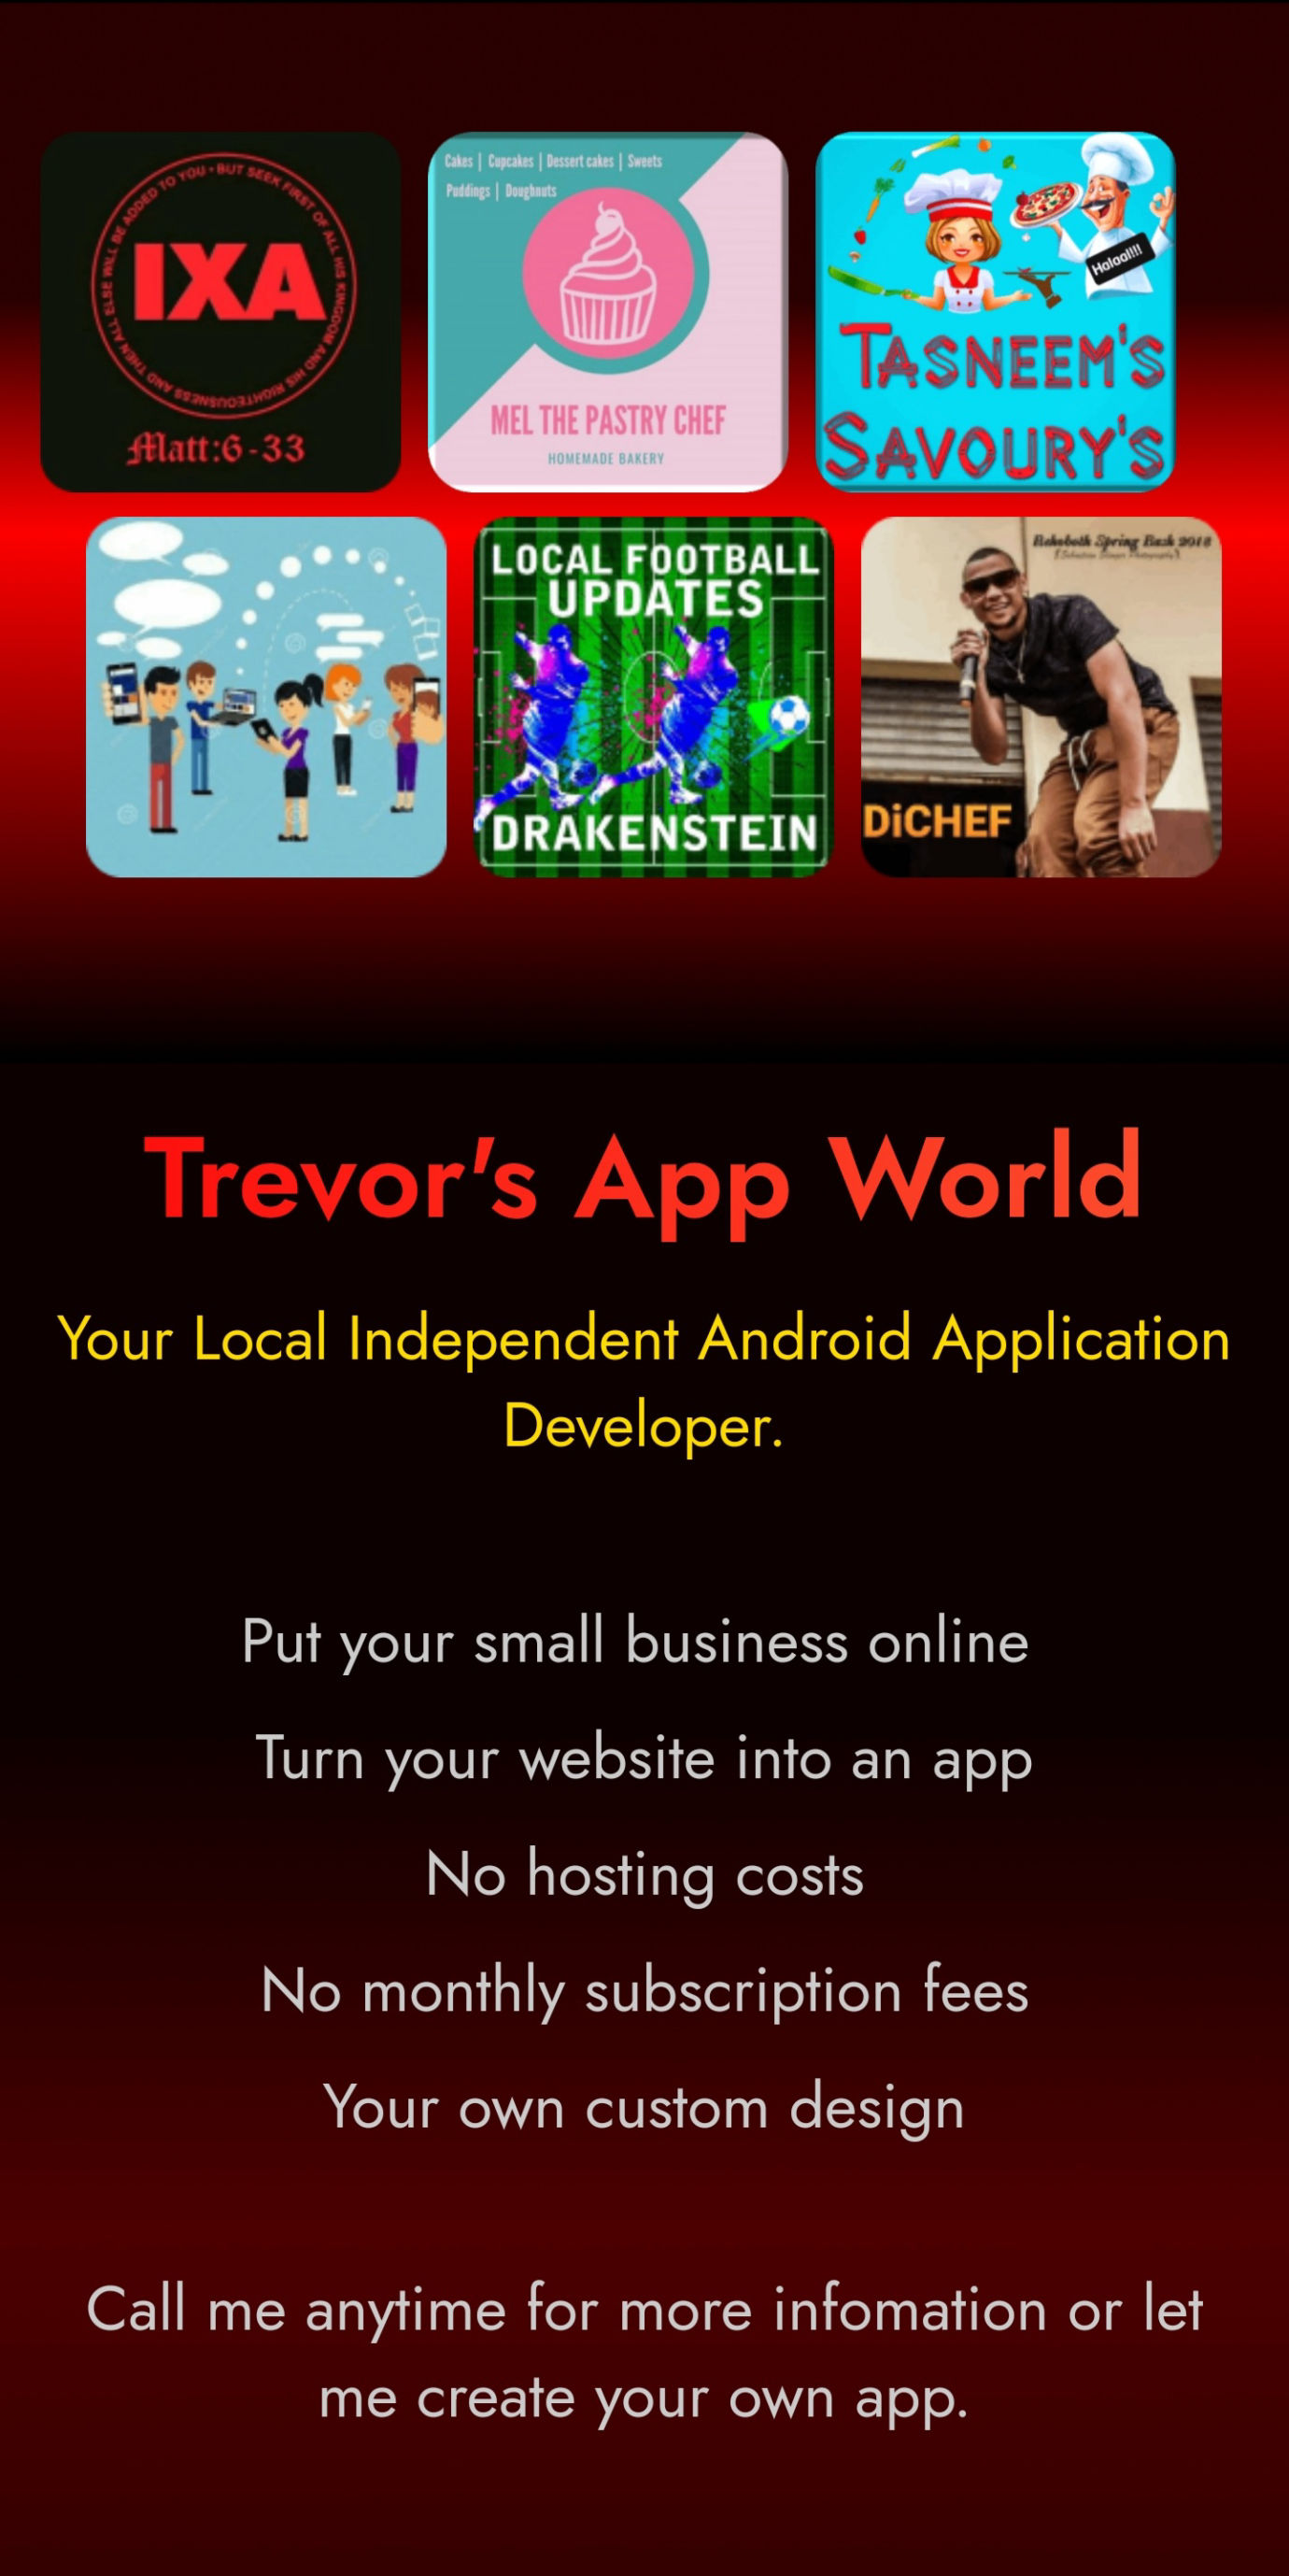 BUT SEEK FIRST OF ALL HIS KINGDOM AND HIS RIGHTEOUSNESS AND THEN ALL ELSE WILL BE ADDED TO YOU •
IXA
Matt:6-33
Cakes | Cupcakes | Dessert cakes | Sweets
Puddings | Doughnuts
MEL THE PASTRY CHEF
HOMEMADE BAKERY
Halaal!!!
TASNEEM'S
SAVOURY'S
LOCAL FOOTBALL
UPDATES
DRAKENSTEIN
Rehoboth Spring Bash 2018
Photography
DiCHEF
Trevor's App World
Your Local Independent Android Application
Developer.
Put your small business online
Turn your website into an app
No hosting costs
No monthly subscription fees
Your own custom design
Call me anytime for more infomation or let
me create your own app.